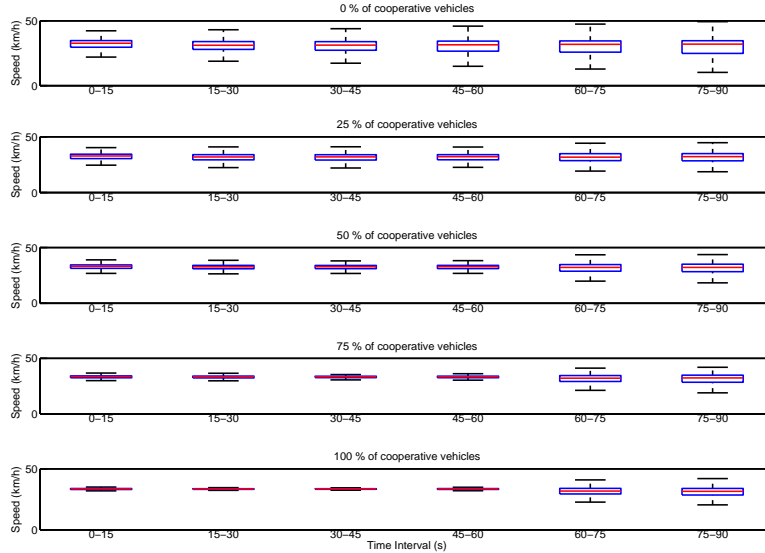 0 % of cooperative vehicles
50
Speed (km/h)
0
0−15 15−30 30−45 45−60 60−75 75−90
25 % of cooperative vehicles
50
Speed (km/h)
0
0−15 15−30 30−45 45−60 60−75 75−90
50 % of cooperative vehicles
50
Speed (km/h)
0
0−15 15−30 30−45 45−60 60−75 75−90
75 % of cooperative vehicles
50
Speed (km/h)
0
0−15 15−30 30−45 45−60 60−75 75−90
100 % of cooperative vehicles
50
Speed (km/h)
0
0−15 15−30 30−45 45−60 60−75 75−90
Time Interval (s)